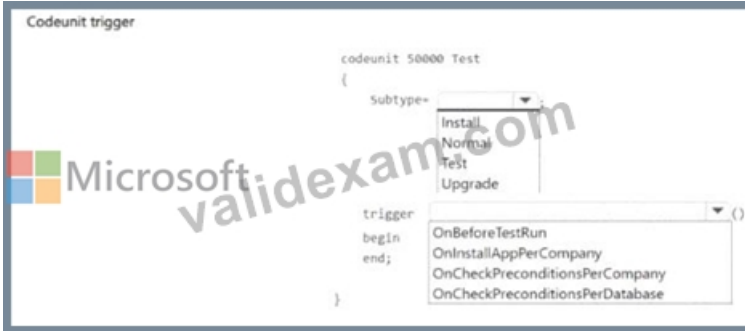 Codeunit trigger
codeunit 50000 Test
{
Subtype= ;
Install
Normal
Test
Upgrade
Microsoft
validexam.com
trigger ()
OnBeforeTestRun
begin
OnInstallAppPerCompany
end;
OnCheckPreconditionsPerCompany
OnCheckPreconditionsPerDatabase
}